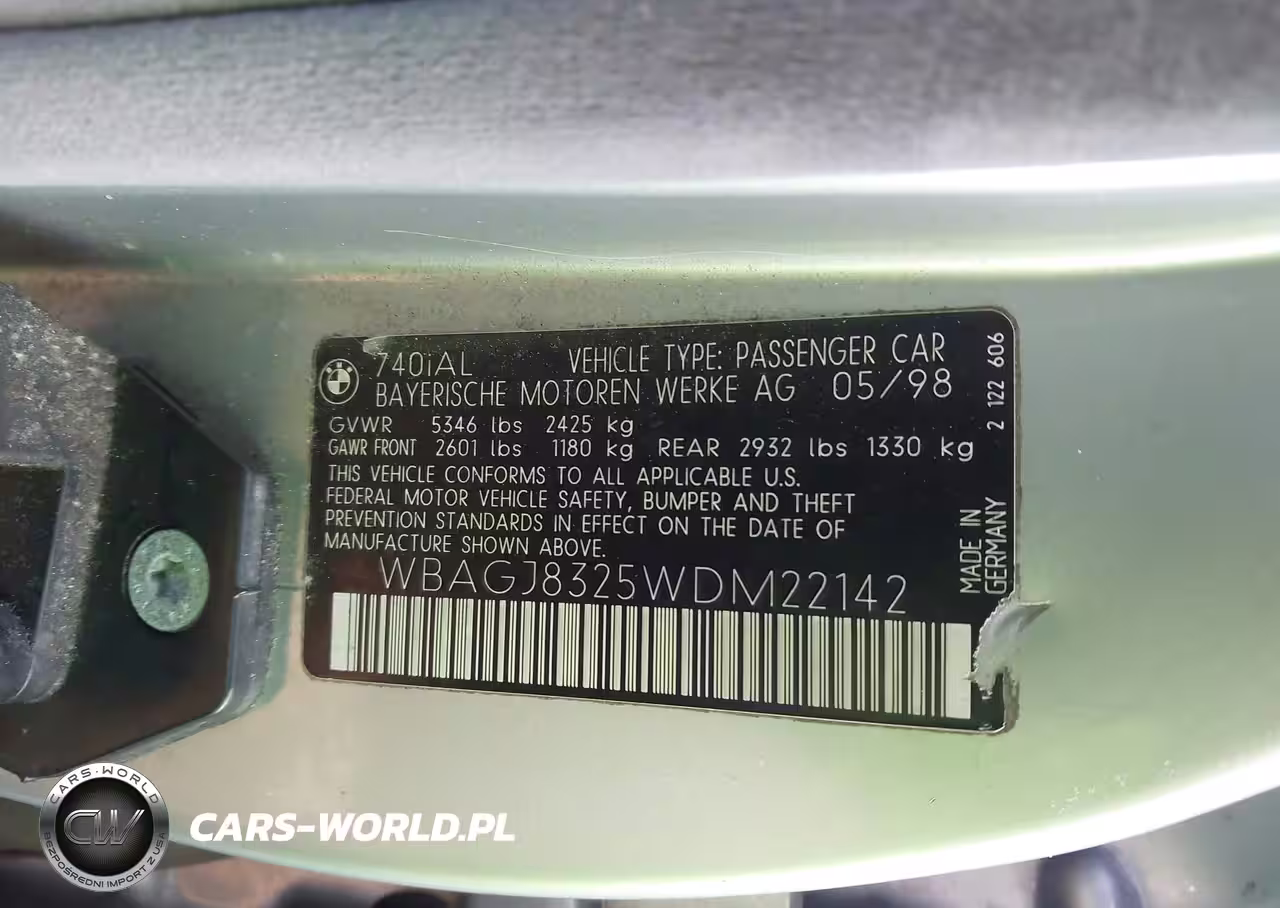 740iAL VEHICLE TYPE: PASSENGER CAR
BAYERISCHE MOTOREN WERKE AG 05/98
GVWR 5346 lbs 2425 kg
GAWR FRONT 2601 lbs 1180 kg REAR 2932 lbs 1330 kg
THIS VEHICLE CONFORMS TO ALL APPLICABLE U.S.
FEDERAL MOTOR VEHICLE SAFETY, BUMPER AND THEFT
PREVENTION STANDARDS IN EFFECT ON THE DATE OF
MANUFACTURE SHOWN ABOVE.
WBAGJ8325WDM22142
2 122 606
MADE IN
GERMANY
CARS-WORLD
CW
BEZPOŚREDNI IMPORT Z USA
CARS-WORLD.PL